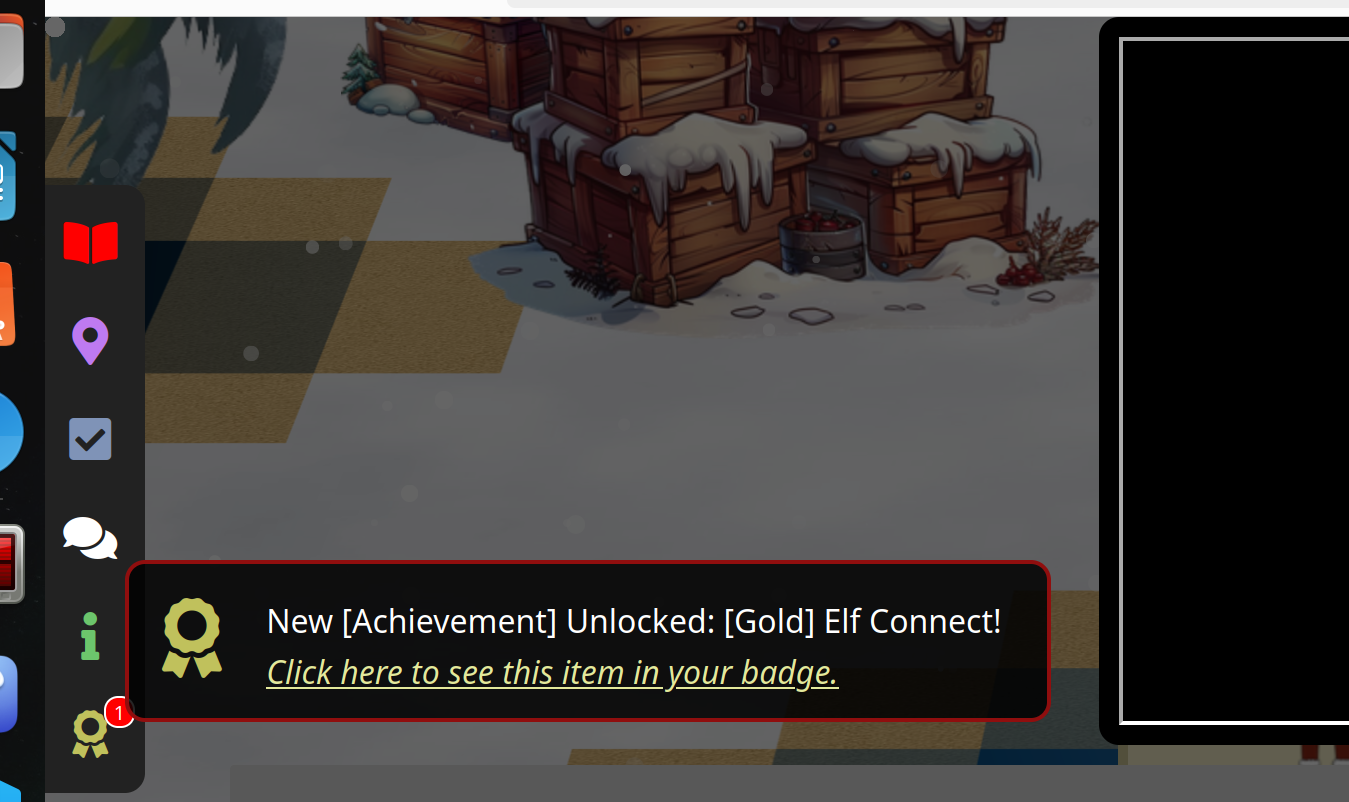 New [Achievement] Unlocked: [Gold] Elf Connect!
Click here to see this item in your badge.
1